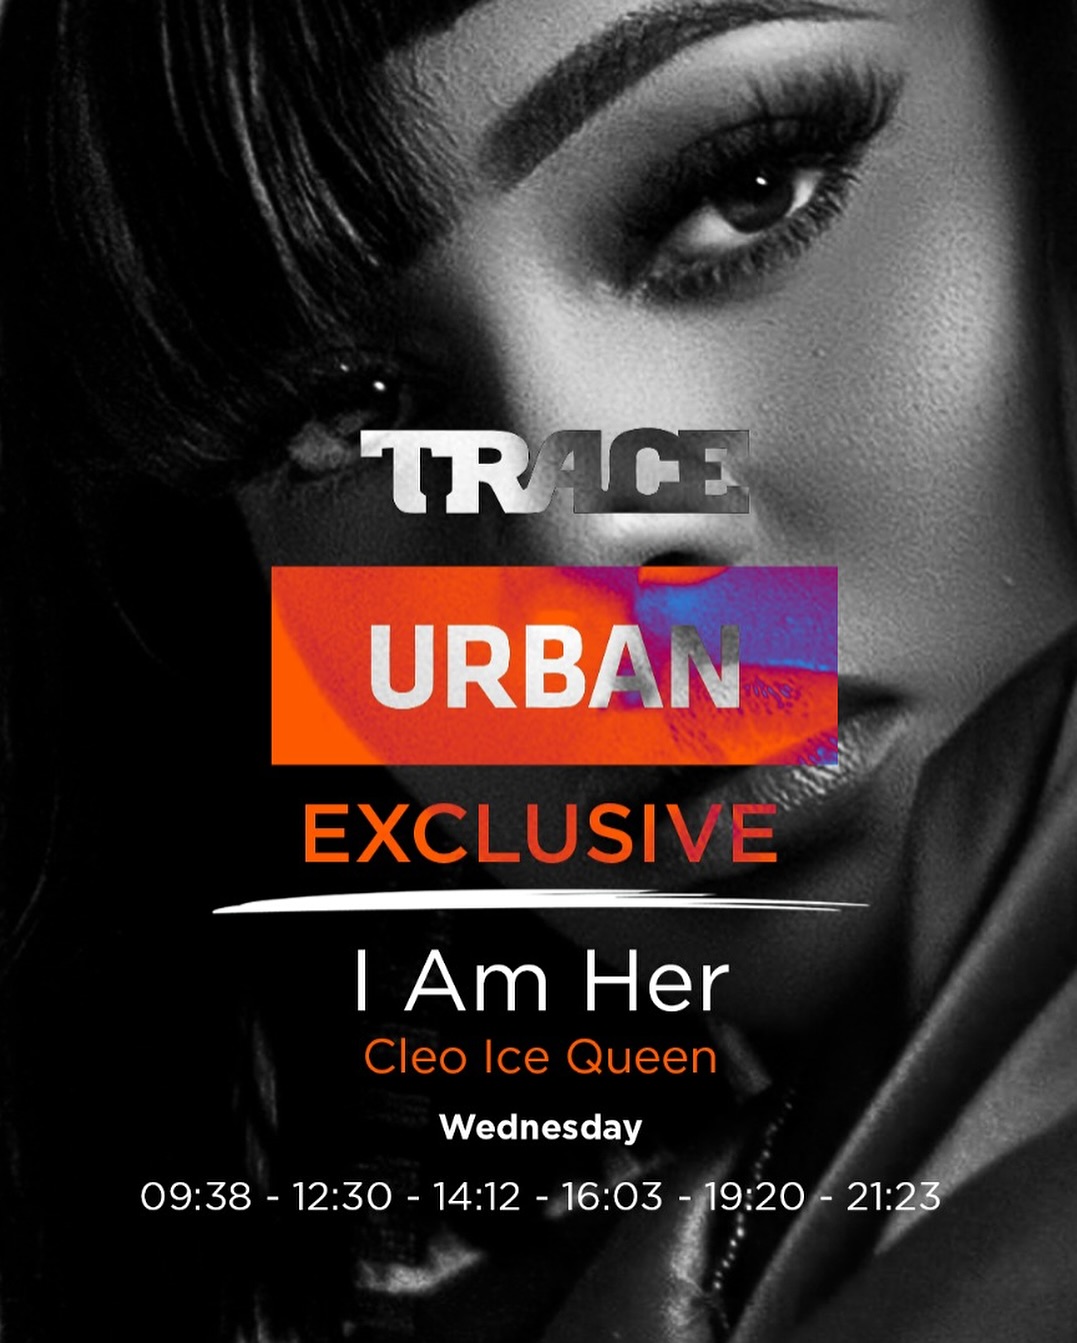 TRACE
URBAN
EXCLUSIVE
I Am Her
Cleo Ice Queen
Wednesday
09:38 - 12:30 - 14:12 - 16:03 - 19:20 - 21:23